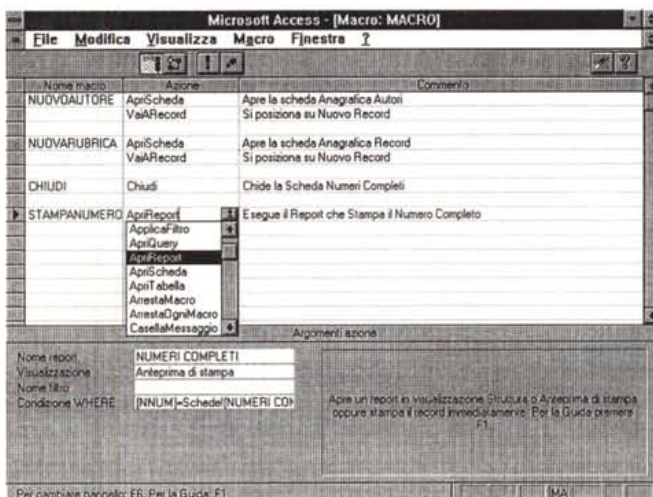 Microsoft Access - [Macro: MACRO]
File Modifica Visualizza Macro Finestra ?
Nome macro Azione Commento
NUOVOAUTORE ApriScheda Apre la scheda Anagrafica Autori
VaiARecord Si posiziona su Nuovo Record
NUOVARUBRICA ApriScheda Apre la scheda Anagrafica Record
VaiARecord Si posiziona su Nuovo Record
CHIUDI Chiudi Chide la Scheda Numeri Completi
STAMPANUMERO ApriReport Esegue il Report che Stampa il Numero Completo
ApplicaFiltro
ApriQuery
ApriReport
ApriScheda
ApriTabella
ArrestaMacro
ArrestaOgniMacro
CasellaMessaggio
Argomenti azione
Nome report NUMERI COMPLETI
Visualizzazione Anteprima di stampa
Nome filtro
Condizione WHERE [NNUM]=Schede![NUMERI COM
Apre un report in visualizzazione Struttura o Anteprima di stampa
oppure stampa il record immediatamente. Per la Guida premere
F1.
Per cambiare pannello: F6. Per la Guida: F1. MA